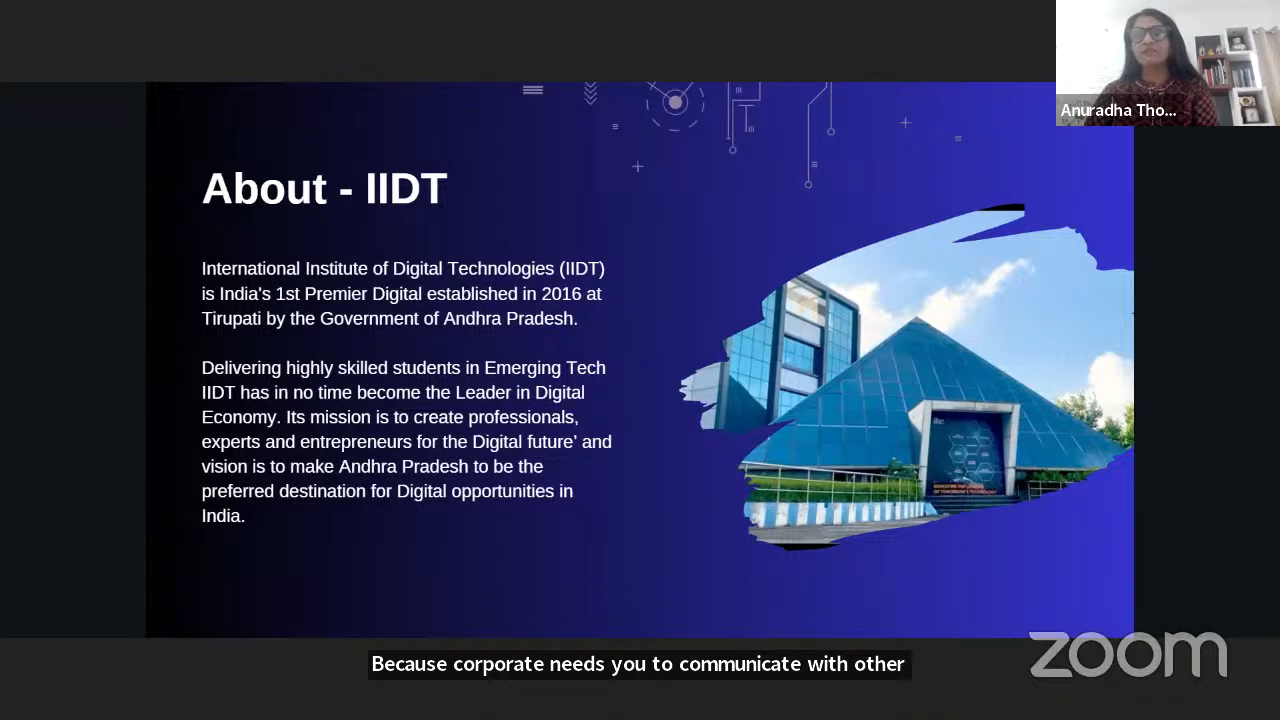 Anuradha Tho...
About - IIDT
International Institute of Digital Technologies (IIDT)
is India's 1st Premier Digital established in 2016 at
Tirupati by the Government of Andhra Pradesh.
Delivering highly skilled students in Emerging Tech
IIDT has in no time become the Leader in Digital
Economy. Its mission is to create professionals,
experts and entrepreneurs for the Digital future' and
vision is to make Andhra Pradesh to be the
preferred destination for Digital opportunities in
India.
Because corporate needs you to communicate with other
zoom